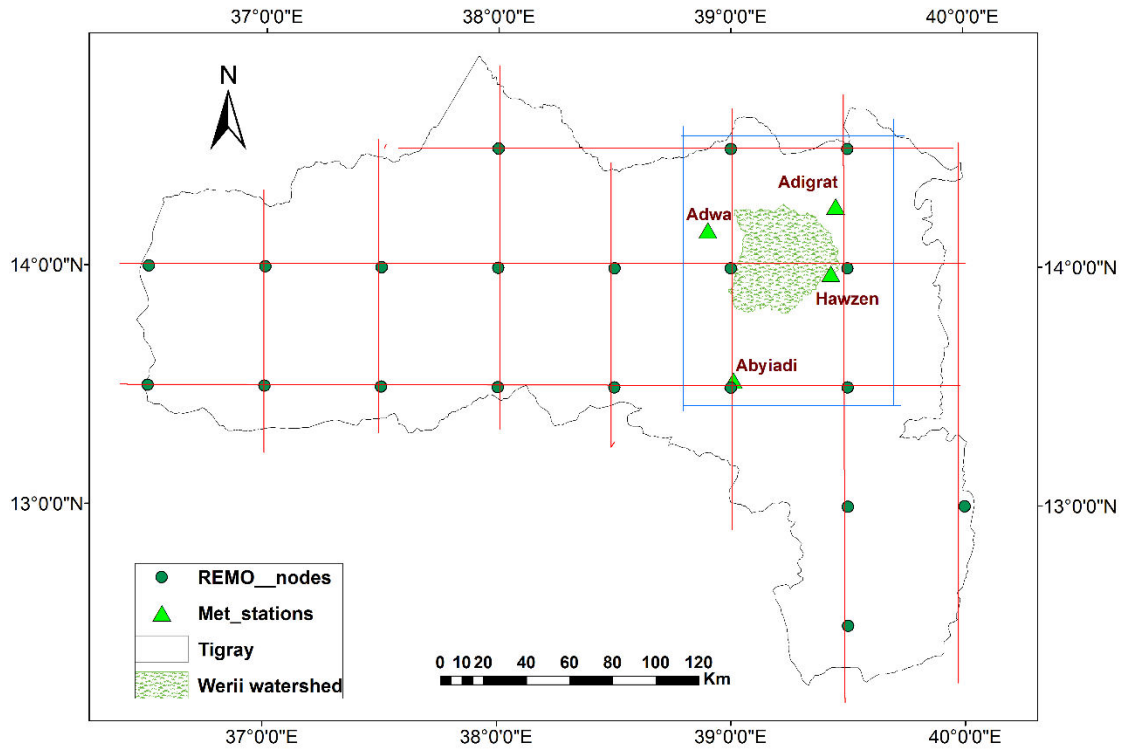 37°0'0"E 38°0'0"E 39°0'0"E 40°0'0"E
N
Adigrat
Adwa
14°0'0"N 14°0'0"N
Hawzen
Abyiadi
13°0'0"N 13°0'0"N
REMO__nodes
Met_stations
Tigray
Werii watershed
0 10 20 40 60 80 100 120
Km
37°0'0"E 38°0'0"E 39°0'0"E 40°0'0"E